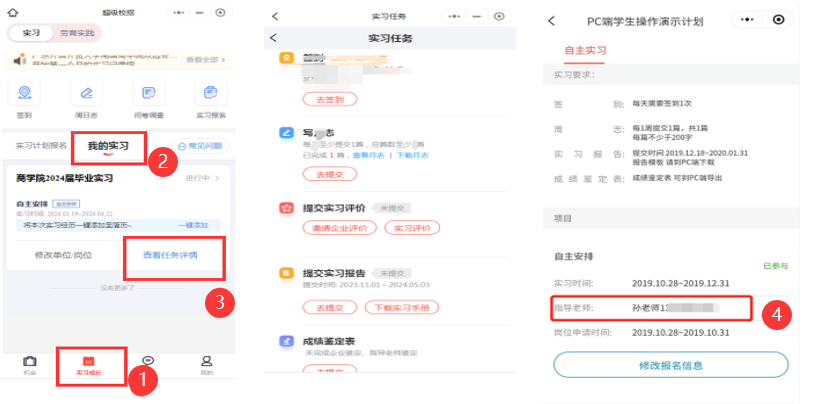 超级校招
实习
劳育实践
查看全部 >
签到
周日志
问卷调查
实习报名
实习计划报名
我的实习
2
常见问题
商学院2024届毕业实习
进行中 >
自主安排
实习时间: 2024.01.19~2024.04.22
将本次实习经历一键添加至简历~
一键添加
修改单位/岗位
查看任务详情
3
没有更多了
机会
实习成长
我的
1
实习任务
实习任务
签到
去签到
写 志
至少提交1篇，总篇数至少 篇
已完成 1 篇，查看月志 | 下载月志
去提交
提交实习评价
未提交
邀请企业评价
实习评价
提交实习报告
未提交
提交时间: 2023.11.01 ~ 2024.05.03
去提交
下载实习手册
成绩鉴定表
未完成企业鉴定、指导老师鉴定
去提交
PC端学生操作演示计划
自主实习
实习要求:
签 到: 每天需要签到1次
周 志: 每1周提交1篇，共1篇
每篇不少于200字
实 习 报 告: 提交时间 2019.12.18~2020.01.31
报告模板 请到PC端下载
成 绩 鉴 定 表: 成绩鉴定表 可到PC端导出
项目
自主安排
已参与
实习时间: 2019.10.28~2019.12.31
指导老师: 孙老师13
4
岗位申请时间: 2019.10.28~2019.10.31
修改报名信息